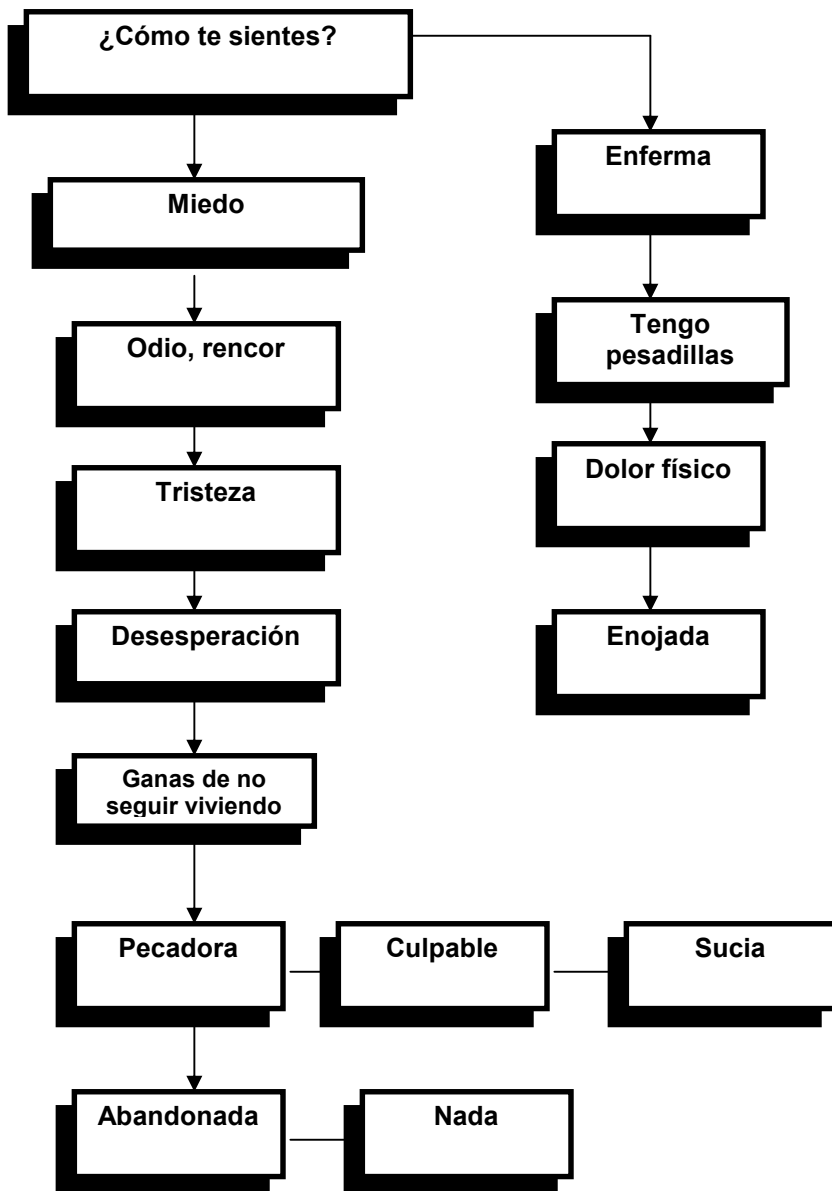 ¿Cómo te sientes?
Enferma
Miedo
Tengo
pesadillas
Odio, rencor
Dolor físico
Tristeza
Desesperación
Enojada
Ganas de no
seguir viviendo
Pecadora
Culpable
Sucia
Abandonada
Nada